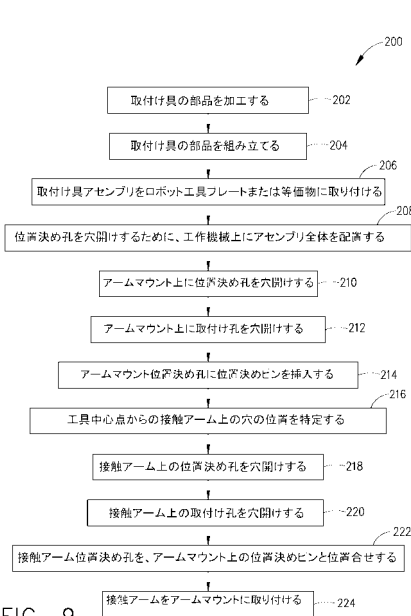 200
取付け具の部品を加工する
202
取付け具の部品を組み立てる
204
206
取付け具アセンブリをロボット工具プレートまたは等価物に取り付ける
208
位置決め孔を穴開けするために、工作機械上にアセンブリ全体を配置する
アームマウント上に位置決め孔を穴開けする
210
アームマウント上に取付け孔を穴開けする
212
アームマウント位置決め孔に位置決めピンを挿入する
214
216
工具中心点からの接触アーム上の穴の位置を特定する
接触アーム上の位置決め孔を穴開けする
218
接触アーム上の取付け孔を穴開けする
220
222
接触アーム位置決め孔を、アームマウント上の位置決めピンと位置合せする
接触アームをアームマウントに取り付ける
224
FIG. 9